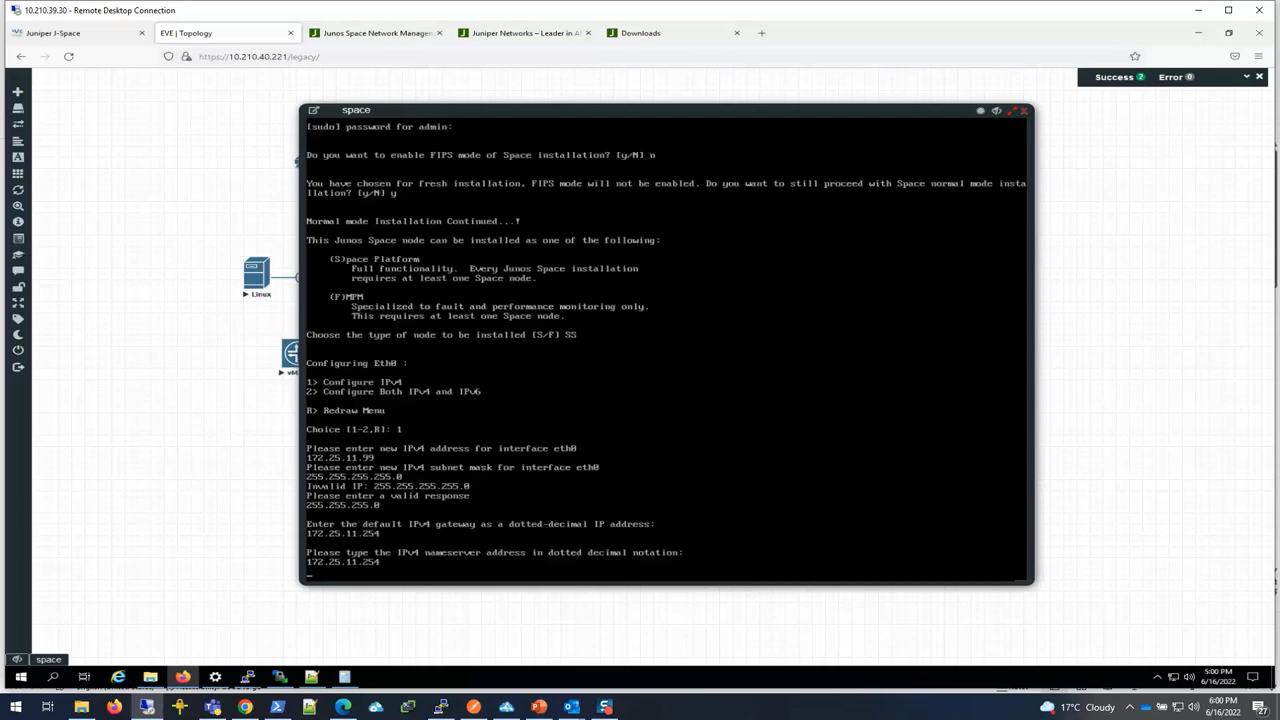 10.210.39.30 - Remote Desktop Connection
Juniper J-Space
EVE | Topology
Junos Space Network Managem
Juniper Networks – Leader in AI
Downloads
https://10.210.40.221/legacy/
Success 2 Error 0
space
[sudo] password for admin:
Do you want to enable FIPS mode of Space installation? [y/N] n
You have chosen for fresh installation, FIPS mode will not be enabled. Do you want to still proceed with Space normal mode insta
llation? [y/N] y
Normal mode Installation Continued...!
This Junos Space node can be installed as one of the following:
(S)pace Platform
Full functionality.  Every Junos Space installation
requires at least one Space node.
(F)MPM
Specialized to fault and performance monitoring only.
This requires at least one Space node.
Choose the type of node to be installed [S/F] SS
Configuring Eth0 :
1> Configure IPv4
2> Configure Both IPv4 and IPv6
R> Redraw Menu
Choice [1-2,R]: 1
Please enter new IPv4 address for interface eth0
172.25.11.99
Please enter new IPv4 subnet mask for interface eth0
255.255.255.255.0
Invalid IP: 255.255.255.255.0
Please enter a valid response
255.255.255.0
Enter the default IPv4 gateway as a dotted-decimal IP address:
172.25.11.254
Please type the IPv4 nameserver address in dotted decimal notation:
172.25.11.254
_
Linux
vM
space
5:00 PM
6/16/2022
17°C Cloudy
6:00 PM
6/16/2022
27